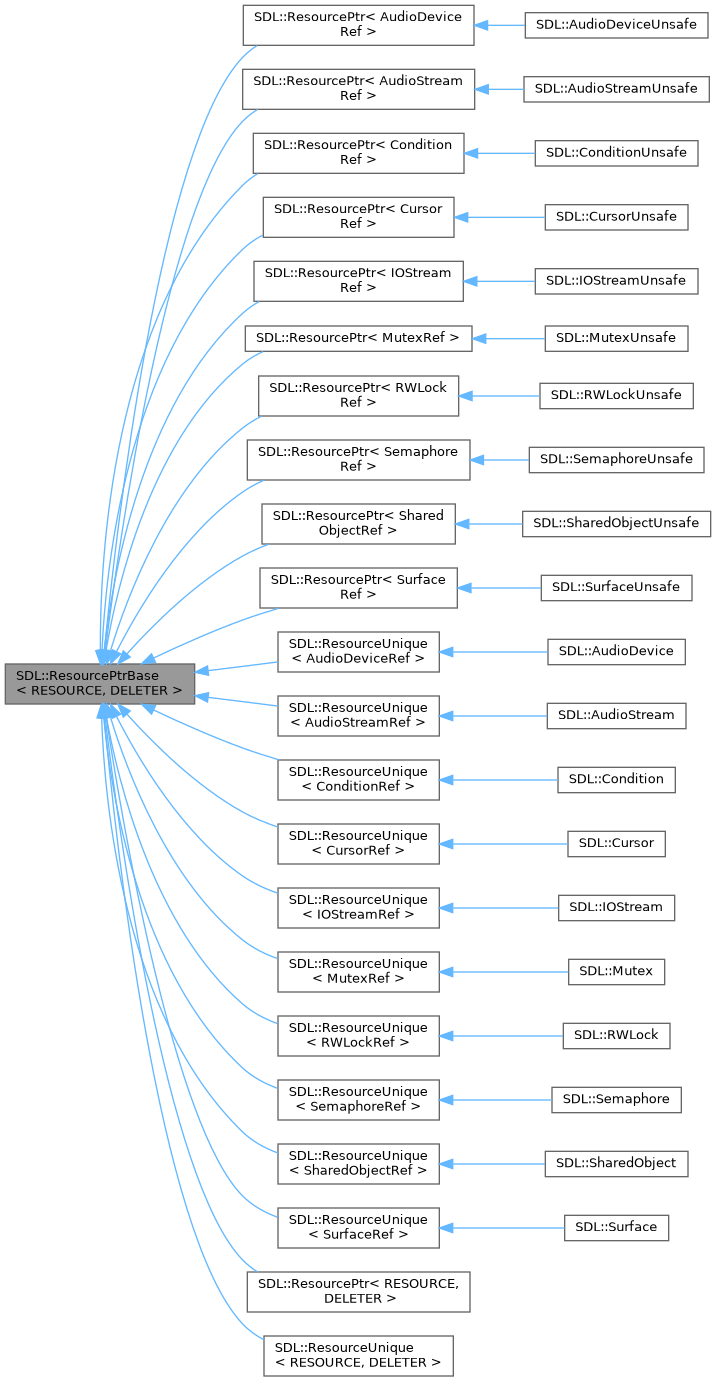 SDL::ResourcePtr< AudioDevice
Ref >
SDL::AudioDeviceUnsafe
SDL::ResourcePtr< AudioStream
Ref >
SDL::AudioStreamUnsafe
SDL::ResourcePtr< Condition
Ref >
SDL::ConditionUnsafe
SDL::ResourcePtr< Cursor
Ref >
SDL::CursorUnsafe
SDL::ResourcePtr< IOStream
Ref >
SDL::IOStreamUnsafe
SDL::ResourcePtr< MutexRef >
SDL::MutexUnsafe
SDL::ResourcePtr< RWLock
Ref >
SDL::RWLockUnsafe
SDL::ResourcePtr< Semaphore
Ref >
SDL::SemaphoreUnsafe
SDL::ResourcePtr< Shared
ObjectRef >
SDL::SharedObjectUnsafe
SDL::ResourcePtr< Surface
Ref >
SDL::SurfaceUnsafe
SDL::ResourceUnique
< AudioDeviceRef >
SDL::AudioDevice
SDL::ResourcePtrBase
< RESOURCE, DELETER >
SDL::ResourceUnique
< AudioStreamRef >
SDL::AudioStream
SDL::ResourceUnique
< ConditionRef >
SDL::Condition
SDL::ResourceUnique
< CursorRef >
SDL::Cursor
SDL::ResourceUnique
< IOStreamRef >
SDL::IOStream
SDL::ResourceUnique
< MutexRef >
SDL::Mutex
SDL::ResourceUnique
< RWLockRef >
SDL::RWLock
SDL::ResourceUnique
< SemaphoreRef >
SDL::Semaphore
SDL::ResourceUnique
< SharedObjectRef >
SDL::SharedObject
SDL::ResourceUnique
< SurfaceRef >
SDL::Surface
SDL::ResourcePtr< RESOURCE,
DELETER >
SDL::ResourceUnique
< RESOURCE, DELETER >